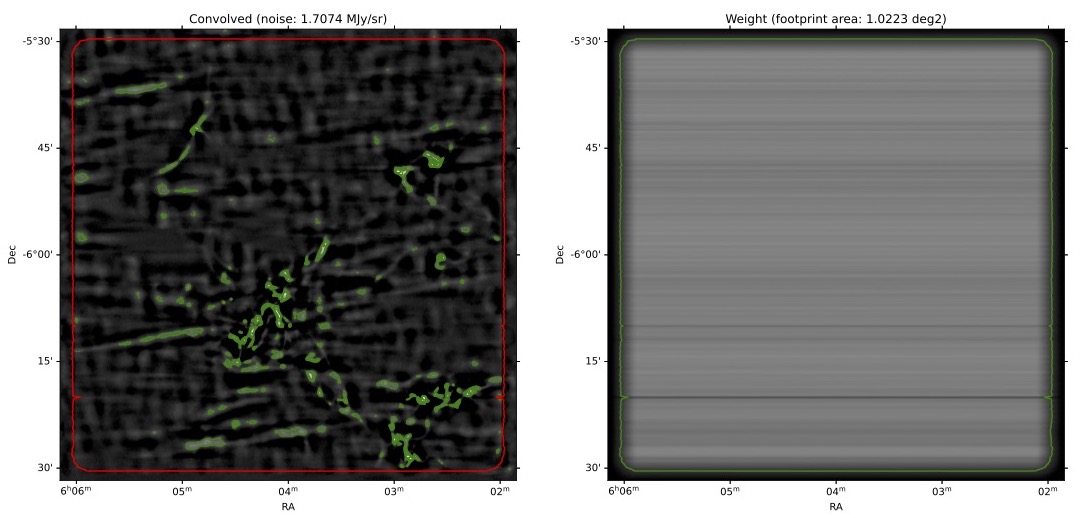 Convolved (noise: 1.7074 MJy/sr)
-5°30'
45'
-6°00'
15'
30'
Dec
6ʰ06ᵐ 05ᵐ 04ᵐ 03ᵐ 02ᵐ
RA
Weight (footprint area: 1.0223 deg2)
-5°30'
45'
-6°00'
15'
30'
Dec
6ʰ06ᵐ 05ᵐ 04ᵐ 03ᵐ 02ᵐ
RA